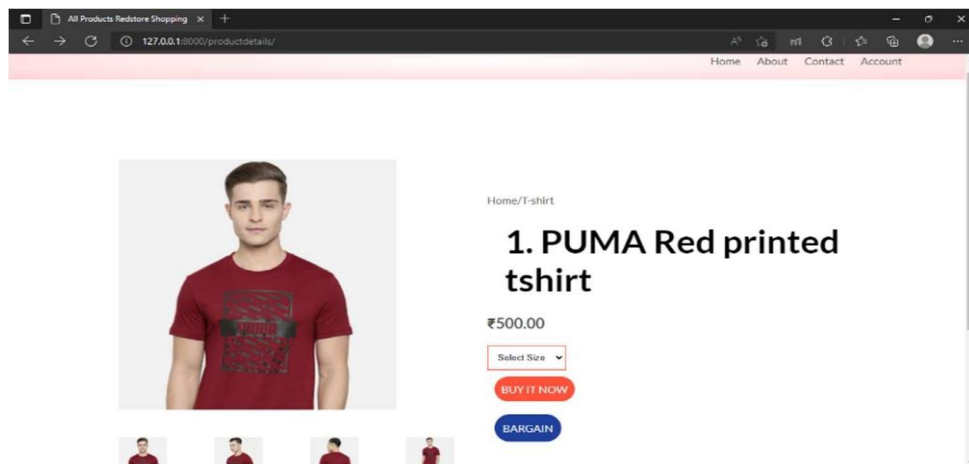 All Products Redstore Shopping
127.0.0.1:8000/productdetails/
Home About Contact Account
Home/T-shirt
1. PUMA Red printed
tshirt
₹500.00
Select Size
BUY IT NOW
BARGAIN
PUMA